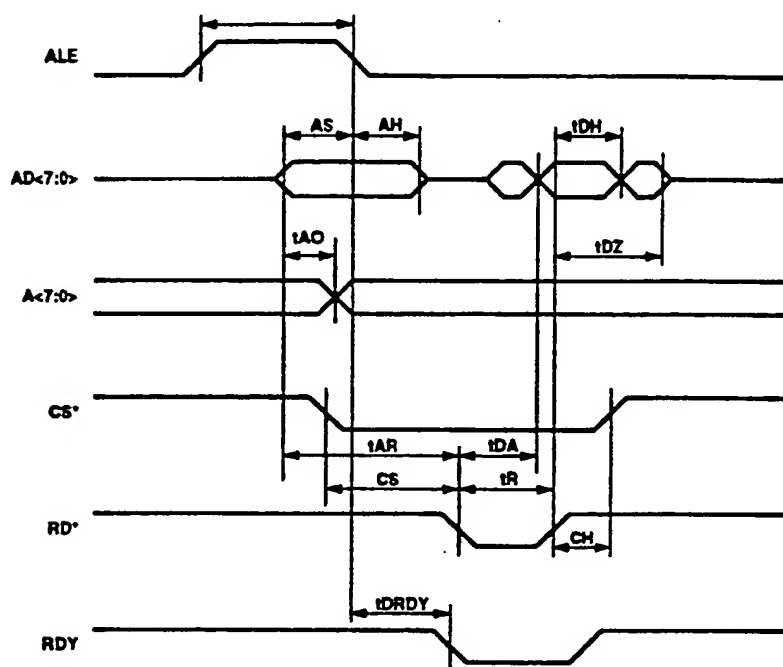 ALE
AS AH tDH
AD<7:0>
tAO tDZ
A<7:0>
CS*
tAR tDA
CS tR
RD*
CH
tDRDY
RDY